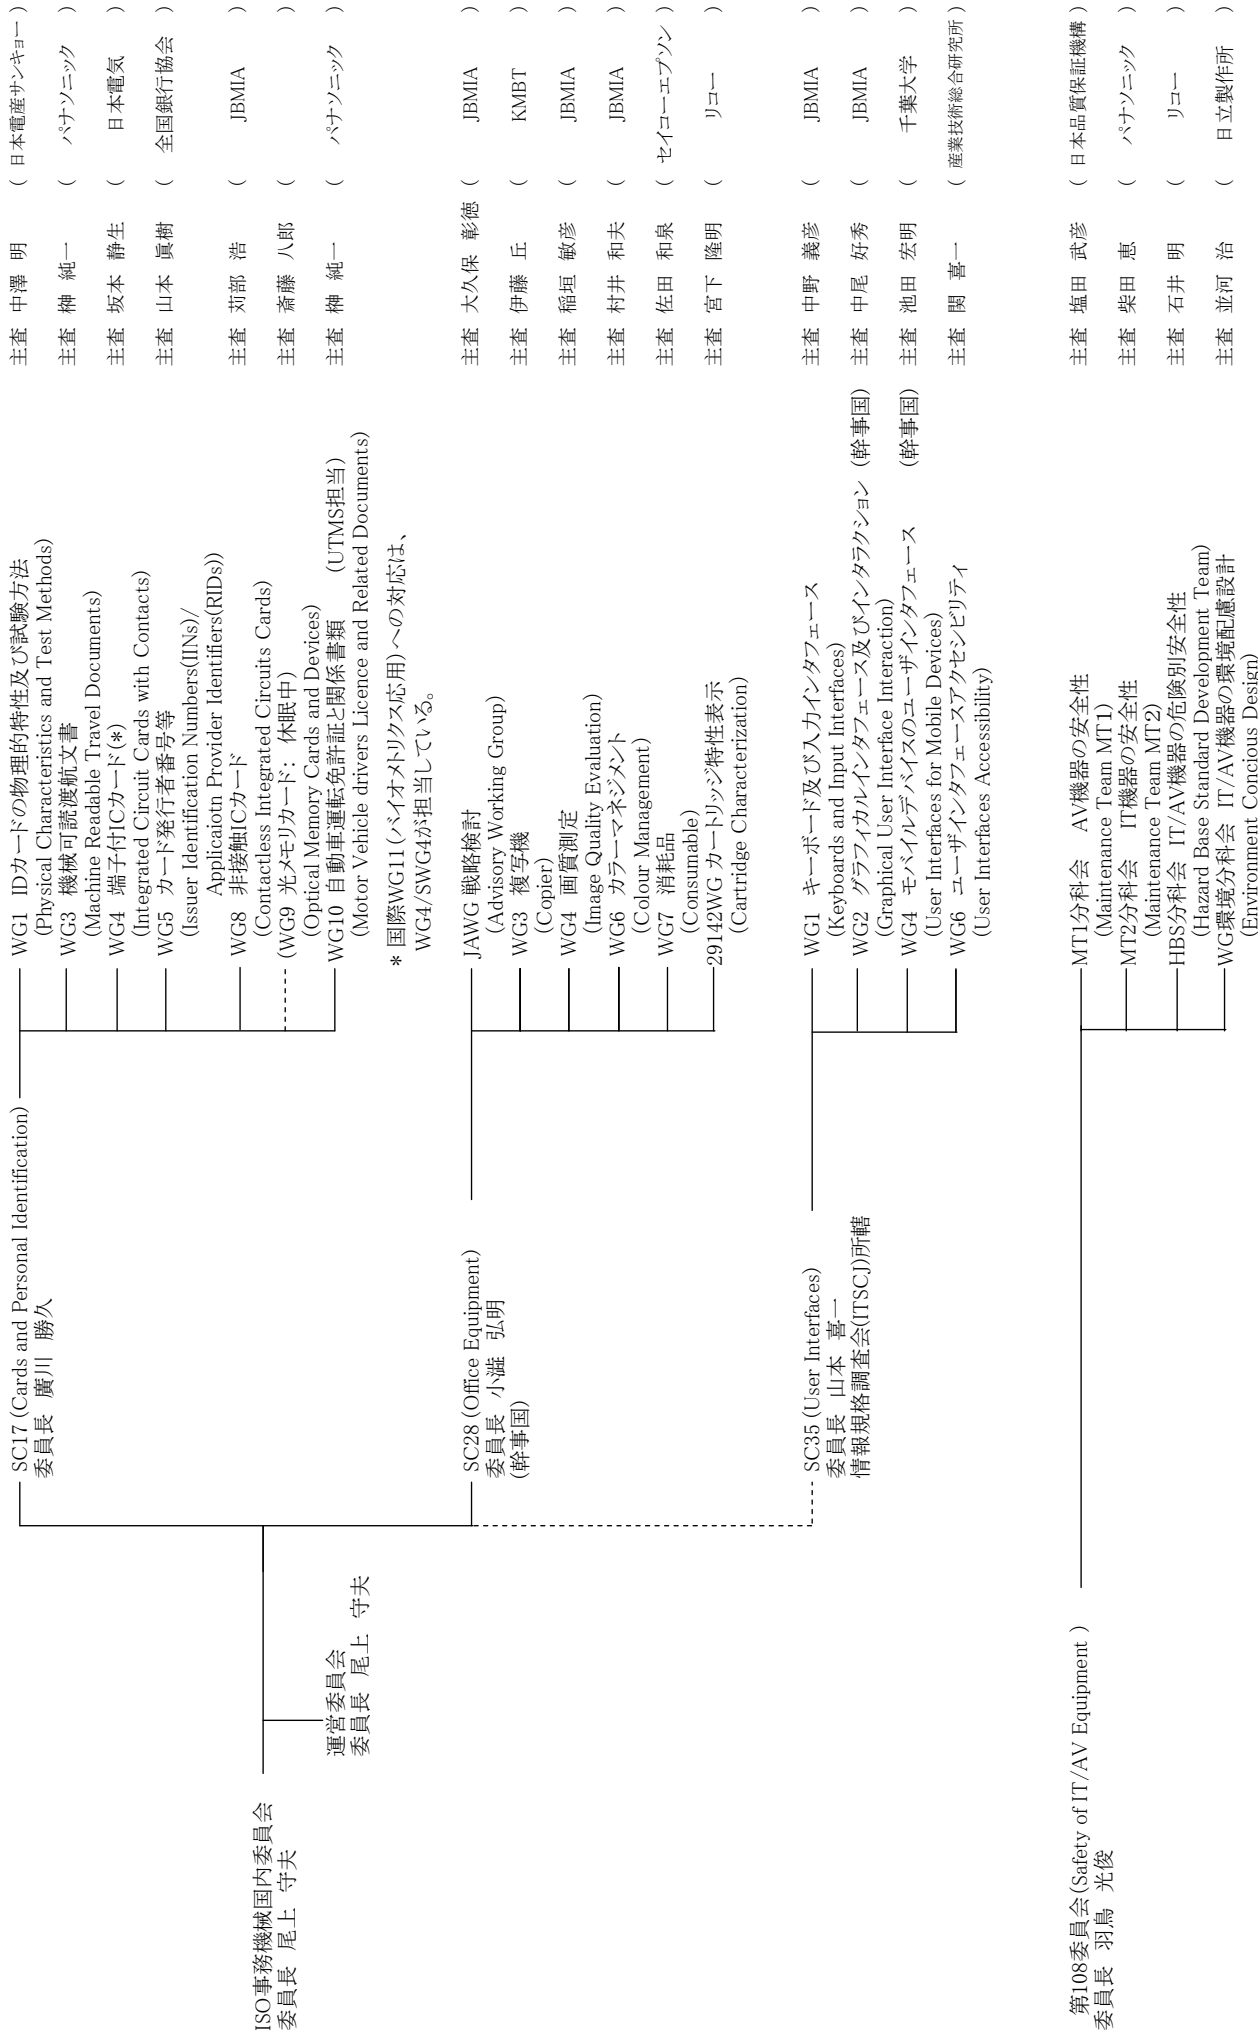 ISO事務機械国内委員会
委員長 尾上 守夫
運営委員会
委員長 尾上 守夫
SC17 (Cards and Personal Identification)
委員長 廣川 勝久
WG1 IDカードの物理的特性及び試験方法 主査 中澤 明 ( 日本電産サンキョー )
(Physical Characteristics and Test Methods)
WG3 機械可読渡航文書 主査 榊 純一 ( パナソニック )
(Machine Readable Travel Documents)
WG4 端子付ICカード(*) 主査 坂本 静生 ( 日本電気 )
(Integrated Circuit Cards with Contacts)
WG5 カード発行者番号等 主査 山本 眞樹 ( 全国銀行協会 )
(Issuer Identification Numbers(IINs)/
Applicaiotn Provider Identifiers(RIDs))
WG8 非接触ICカード 主査 苅部 浩 ( JBMIA )
(Contactless Integrated Circuits Cards)
(WG9 光メモリカード: 休眠中) 主査 斎藤 八郎 ( )
(Optical Memory Cards and Devices)
WG10 自動車運転免許証と関係書類 (UTMS担当) 主査 榊 純一 ( パナソニック )
(Motor Vehicle drivers Licence and Related Documents)
* 国際WG11(バイオメトリクス応用)への対応は、
WG4/SWG4が担当している。
SC28 (Office Equipment)
委員長 小澁 弘明
(幹事国)
JAWG 戦略検討 主査 大久保 彰徳 ( JBMIA )
(Advisory Working Group)
WG3 複写機 主査 伊藤 丘 ( KMBT )
(Copier)
WG4 画質測定 主査 稲垣 敏彦 ( JBMIA )
(Image Quality Evaluation)
WG6 カラーマネジメント 主査 村井 和夫 ( JBMIA )
(Colour Management)
WG7 消耗品 主査 佐田 和泉 ( セイコーエプソン )
(Consumable)
29142WG カートリッジ特性表示 主査 宮下 隆明 ( リコー )
(Cartridge Characterization)
SC35 (User Interfaces)
委員長 山本 喜一
情報規格調査会(ITSCJ)所轄
WG1 キーボード及び入力インタフェース 主査 中野 義彦 ( JBMIA )
(Keyboards and Input Interfaces)
WG2 グラフィカルインタフェース及びインタラクション (幹事国) 主査 中尾 好秀 ( JBMIA )
(Graphical User Interface Interaction)
WG4 モバイルデバイスのユーザインタフェース (幹事国) 主査 池田 宏明 ( 千葉大学 )
(User Interfaces for Mobile Devices)
WG6 ユーザインタフェースアクセシビリティ 主査 関 喜一 ( 産業技術総合研究所 )
(User Interfaces Accessibility)
第108委員会(Safety of IT/AV Equipment )
委員長 羽鳥 光俊
MT1分科会 AV機器の安全性 主査 塩田 武彦 ( 日本品質保証機構 )
(Maintenance Team MT1)
MT2分科会 IT機器の安全性 主査 柴田 恵 ( パナソニック )
(Maintenance Team MT2)
HBS分科会 IT/AV機器の危険別安全性 主査 石井 明 ( リコー )
(Hazard Base Standard Development Team)
WG環境分科会 IT/AV機器の環境配慮設計 主査 並河 治 ( 日立製作所 )
(Environment Concious Design)